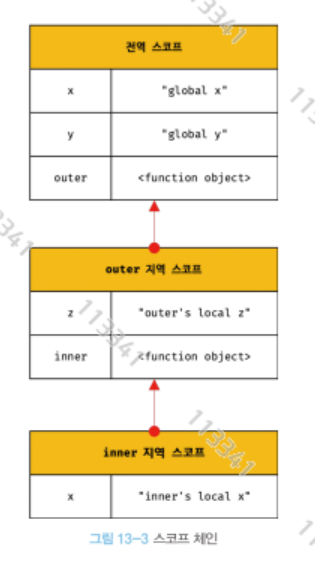 전역 스코프
x "global x"
y "global y"
outer <function object>
outer 지역 스코프
z "outer's local z"
inner <function object>
inner 지역 스코프
x "inner's local x"
그림 13-3 스코프 체인
113341
113341
113341